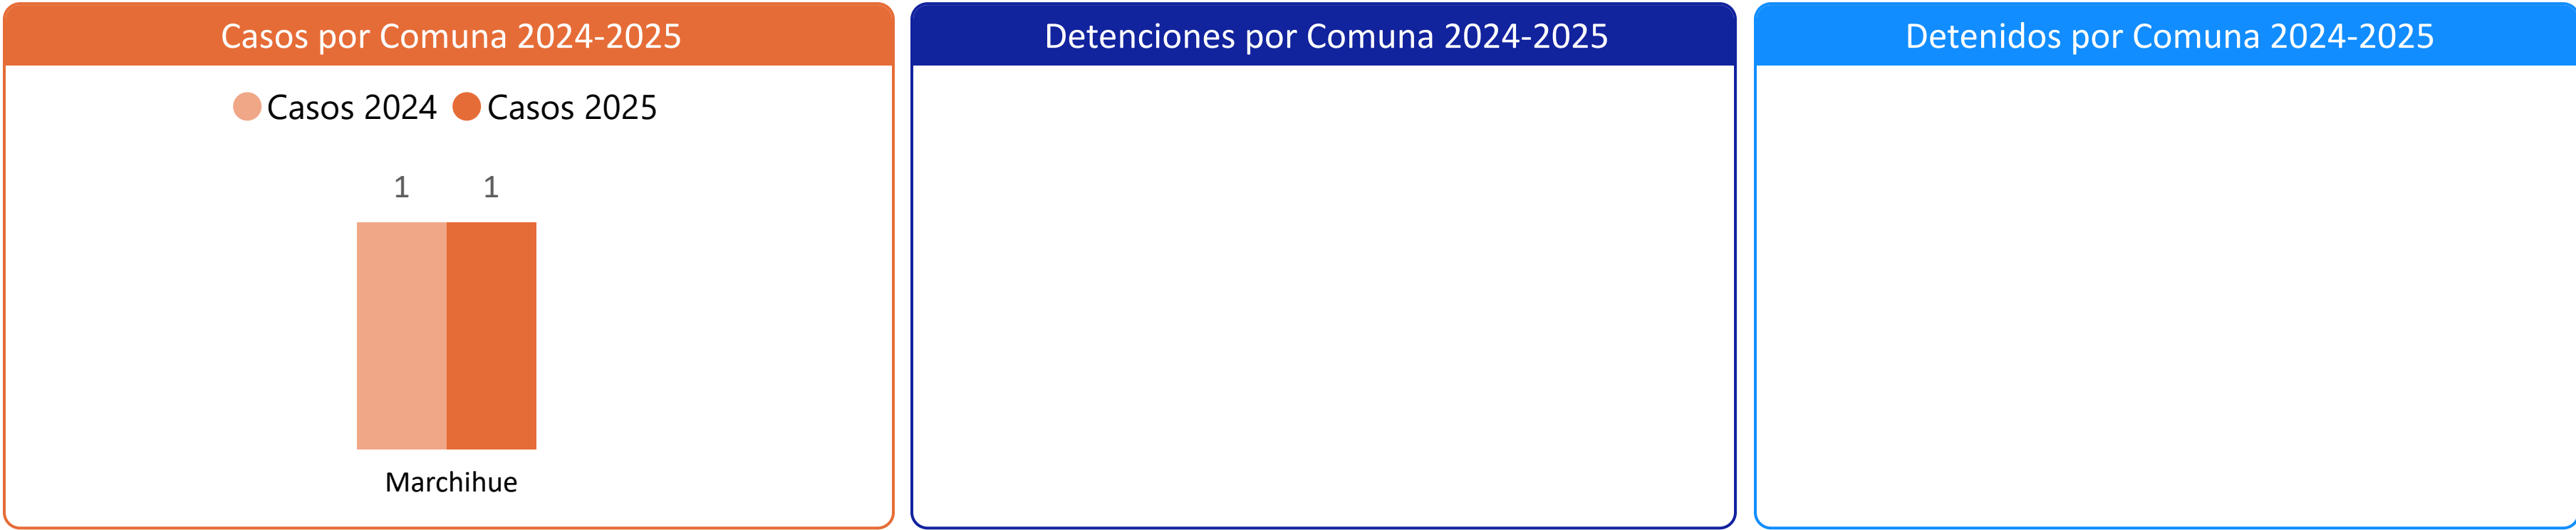 Casos por Comuna 2024-2025
Casos 2024 Casos 2025
1 1
Marchihue
Detenciones por Comuna 2024-2025
Detenidos por Comuna 2024-2025